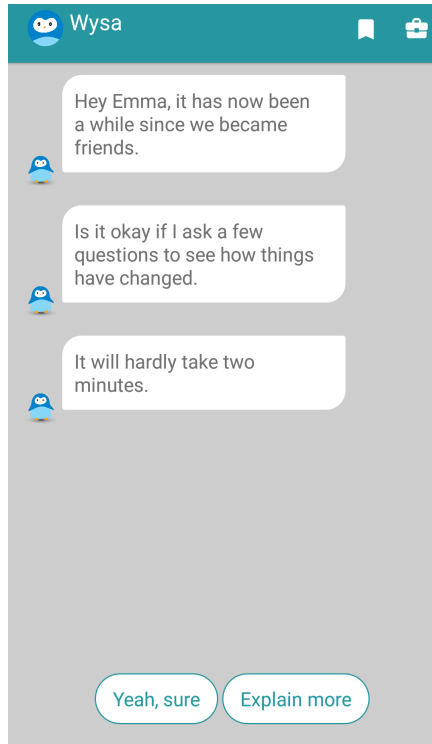 Wysa
Hey Emma, it has now been
a while since we became
friends.
Is it okay if I ask a few
questions to see how things
have changed.
It will hardly take two
minutes.
Yeah, sure
Explain more